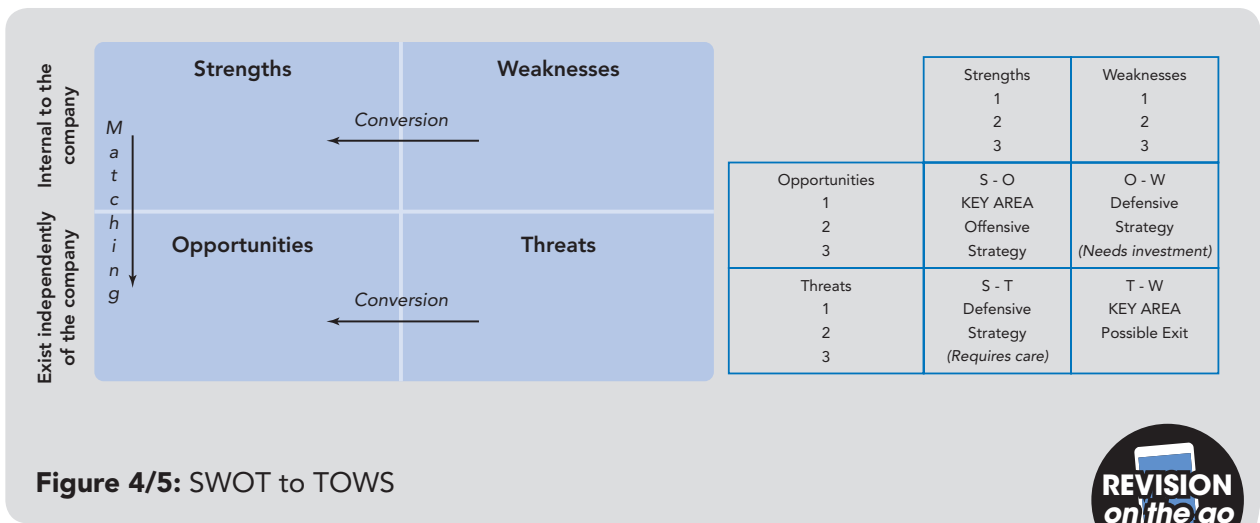 Internal to the
company
Exist independently
of the company
Strengths
Weaknesses
Matching
Conversion
Opportunities
Threats
Conversion
Strengths
1
2
3
Weaknesses
1
2
3
Opportunities
1
2
3
S - O
KEY AREA
Offensive
Strategy
O - W
Defensive
Strategy
(Needs investment)
Threats
1
2
3
S - T
Defensive
Strategy
(Requires care)
T - W
KEY AREA
Possible Exit
Figure 4/5: SWOT to TOWS
REVISION
on the go